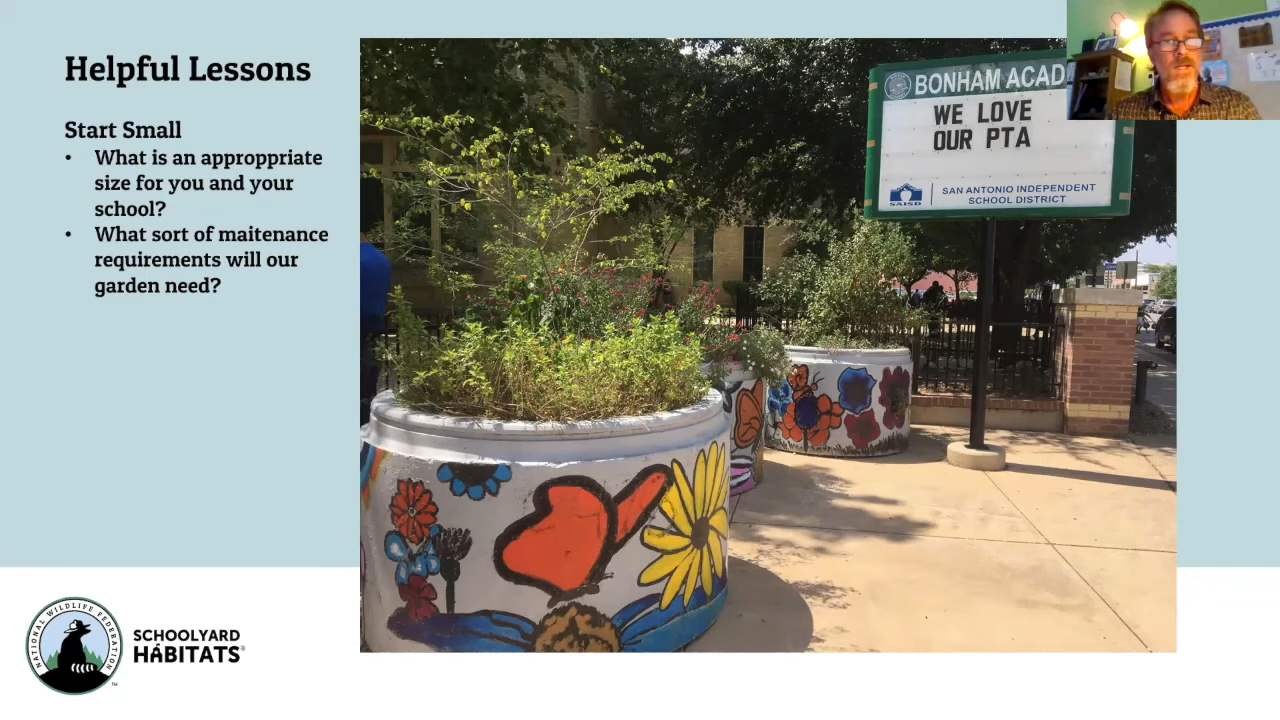 Helpful Lessons
Start Small
• What is an approppriate
size for you and your
school?
• What sort of maitenance
requirements will our
garden need?
BONHAM ACAD
WE LOVE
OUR PTA
SAISD
SAN ANTONIO INDEPENDENT
SCHOOL DISTRICT
NATIONAL WILDLIFE FEDERATION
TM
SCHOOLYARD
HABITATS®